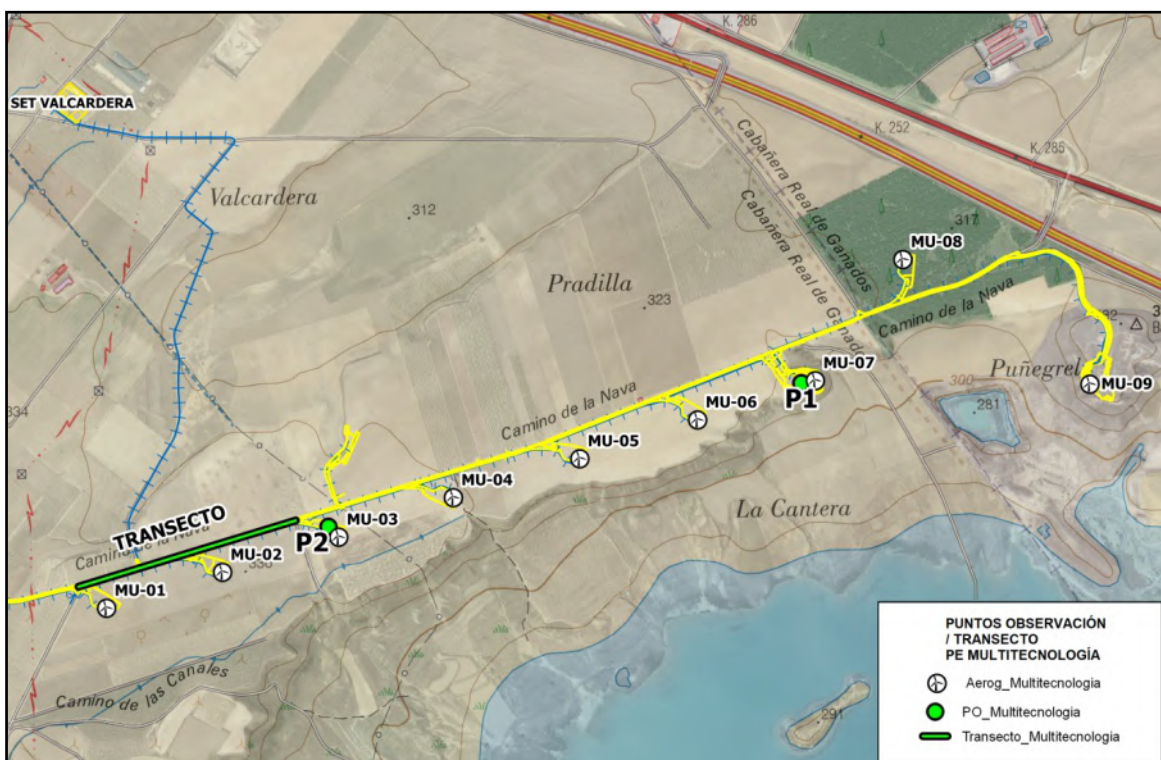 K. 286
SET VALCARDERA
K. 252
K. 285
Cabañera Real de Ganados
Cabañera Real de Ganados
Valcardera
312
317
MU-08
Pradilla
323
Camino de la Nava
Puñegrel
MU-07
MU-09
P1
300
281
334
Camino de la Nava
MU-06
MU-05
MU-04
La Cantera
TRANSECTO
Camino de la Nava
MU-03
P2
MU-02
MU-01
Camino de las Canales
291
PUNTOS OBSERVACIÓN
/ TRANSECTO
PE MULTITECNOLOGÍA
Aerog_Multitecnologia
PO_Multitecnologia
Transecto_Multitecnologia